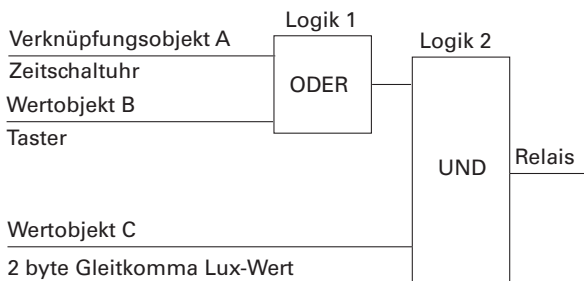 Logik 1
Verknüpfungsobjekt A
Logik 2
Zeitschaltuhr
ODER
Wertobjekt B
Taster
UND
Relais
Wertobjekt C
2 byte Gleitkomma Lux-Wert